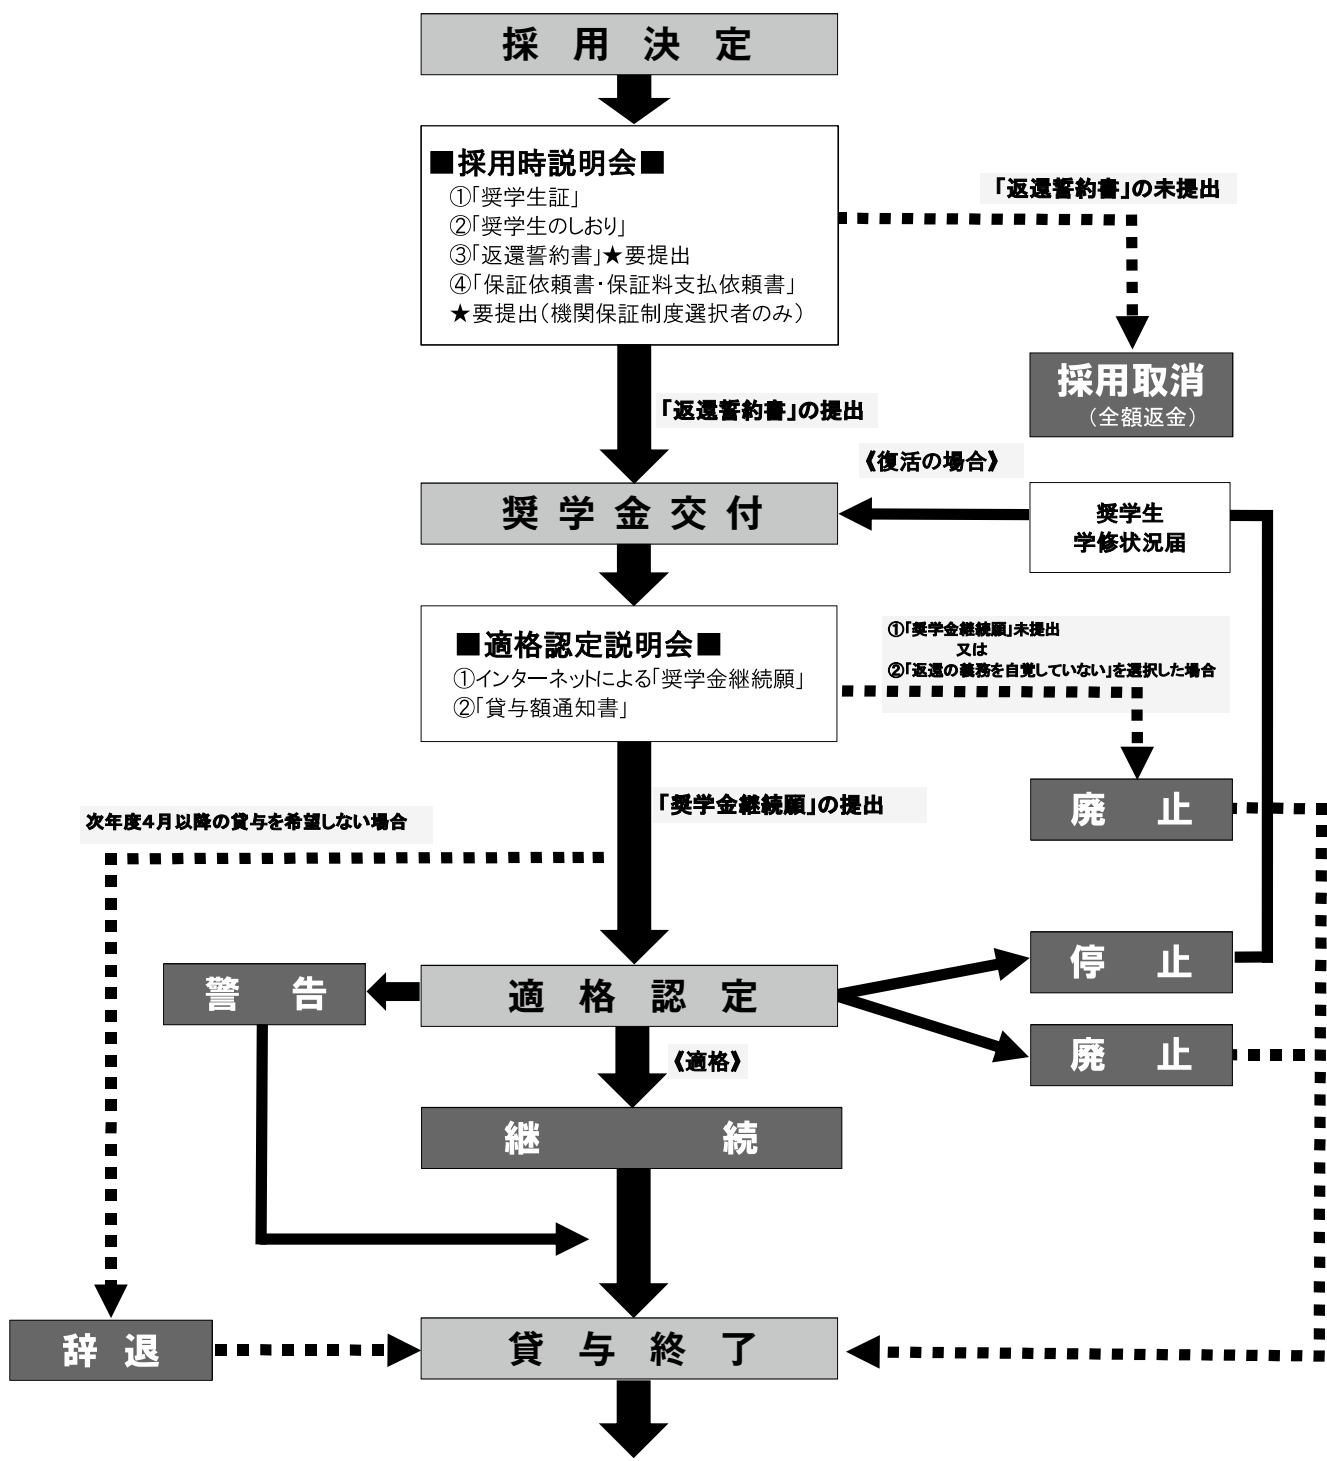 採用決定
■採用時説明会■
①「奨学生証」
②「奨学生のしおり」
③「返還誓約書」★要提出
④「保証依頼書・保証料支払依頼書」
★要提出（機関保証制度選択者のみ）
「返還誓約書」の未提出
採用取消
（全額返金）
「返還誓約書」の提出
《復活の場合》
奨学金交付
奨学生
学修状況届
■適格認定説明会■
①インターネットによる「奨学金継続願」
②「貸与額通知書」
①「奨学金継続願」未提出
又は
②「返還の義務を自覚していない」を選択した場合
廃止
「奨学金継続願」の提出
次年度４月以降の貸与を希望しない場合
警告
適格認定
停止
廃止
《適格》
継続
辞退
貸与終了